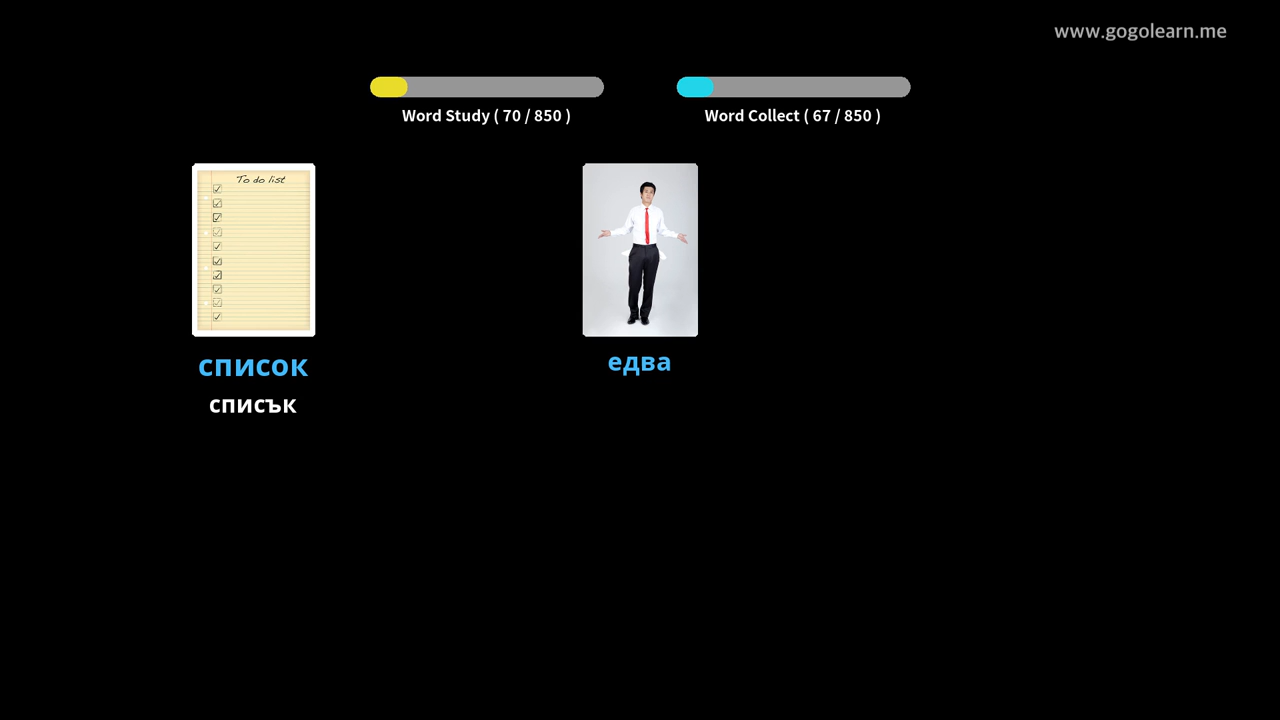 www.gogolearn.me
Word Study ( 70 / 850 )
Word Collect ( 67 / 850 )
To do list
список
списък
едва